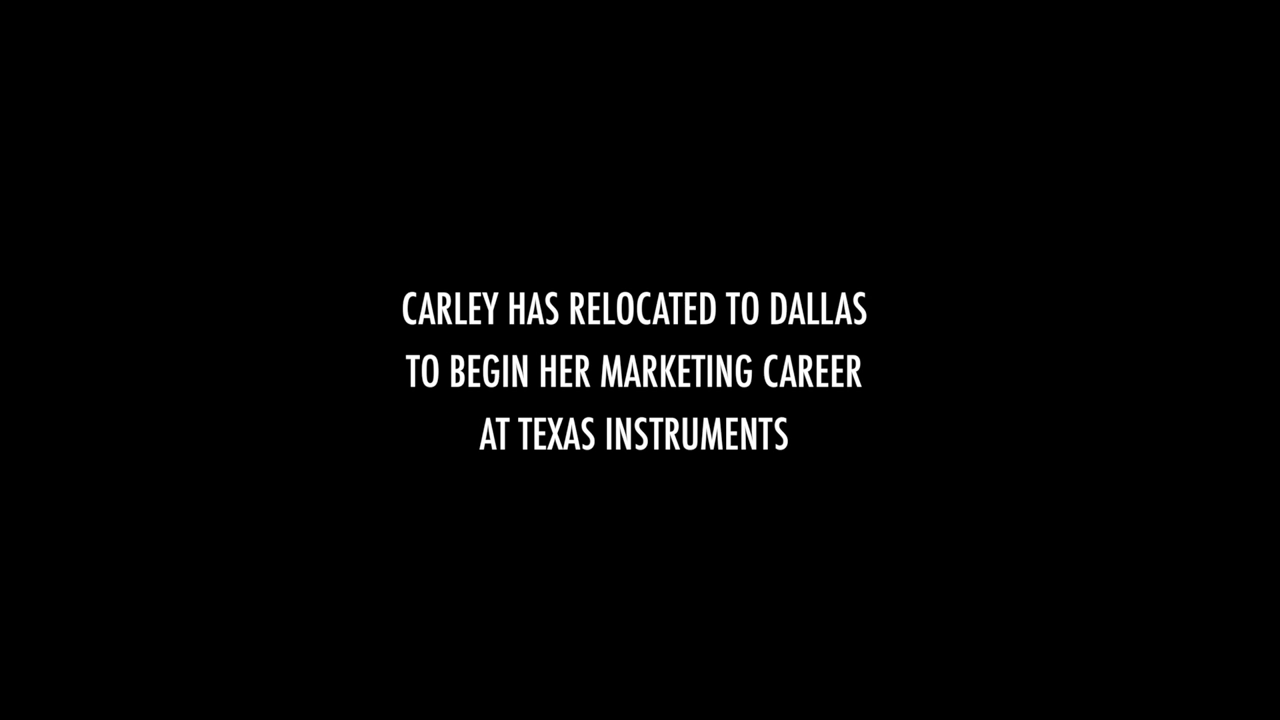 CARLEY HAS RELOCATED TO DALLAS
TO BEGIN HER MARKETING CAREER
AT TEXAS INSTRUMENTS